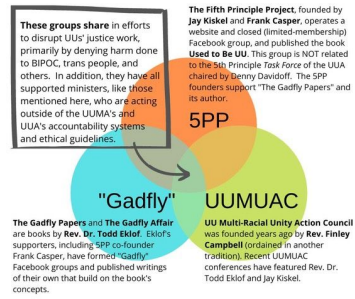 These groups share in efforts
to disrupt UUs' justice work,
primarily by denying harm done
to BIPOC, trans people, and
others. In addition, they have all
supported ministers, like those
mentioned here, who are acting
outside of the UUMA's and
UUA's accountability systems
and ethical guidelines.
The Fifth Principle Project, founded by
Jay Kiskel and Frank Casper, operates a
website and closed (limited-membership)
Facebook group, and published the book
Used to Be UU. This group is NOT related
to the 5th Principle Task Force of the UUA
chaired by Denny Davidoff. The 5PP
founders support "The Gadfly Papers" and
its author.
5PP
"Gadfly"
UUMUAC
The Gadfly Papers and The Gadfly Affair
are books by Rev. Dr. Todd Eklof. Eklof's
supporters, including 5PP co-founder
Frank Casper, have formed "Gadfly"
Facebook groups and published writings
of their own that build on the book's
concepts.
UU Multi-Racial Unity Action Council
was founded years ago by Rev. Finley
Campbell (ordained in another
tradition). Recent UUMUAC
conferences have featured Rev. Dr.
Todd Eklof and Jay Kiskel.